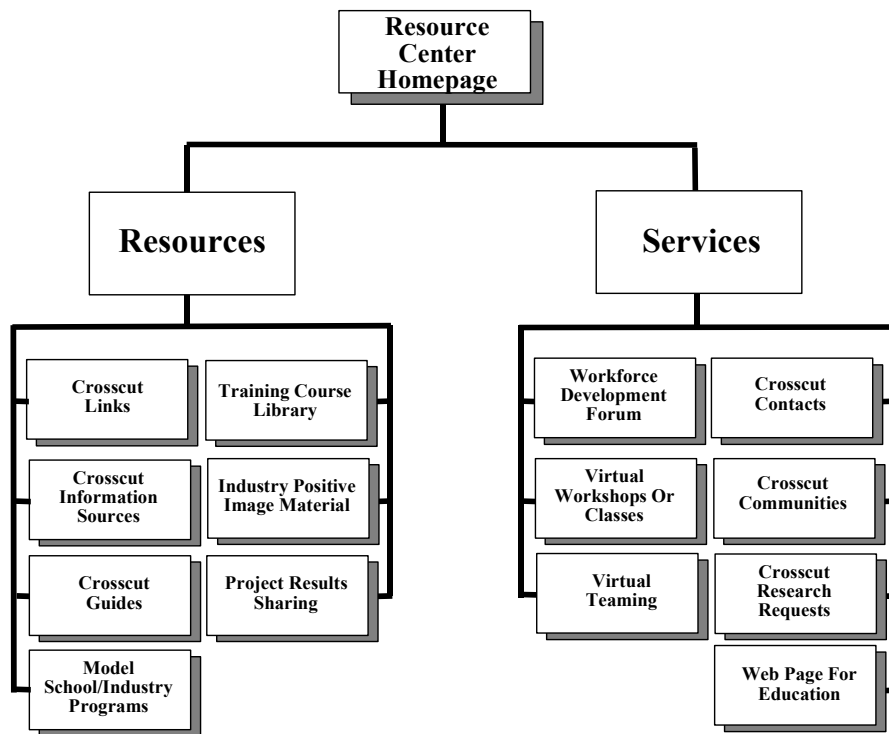 Resource
Center
Homepage
Resources
Services
Crosscut
Links
Training Course
Library
Crosscut
Information
Sources
Industry Positive
Image Material
Crosscut
Guides
Project Results
Sharing
Model
School/Industry
Programs
Workforce
Development
Forum
Crosscut
Contacts
Virtual
Workshops Or
Classes
Crosscut
Communities
Virtual
Teaming
Crosscut
Research
Requests
Web Page For
Education